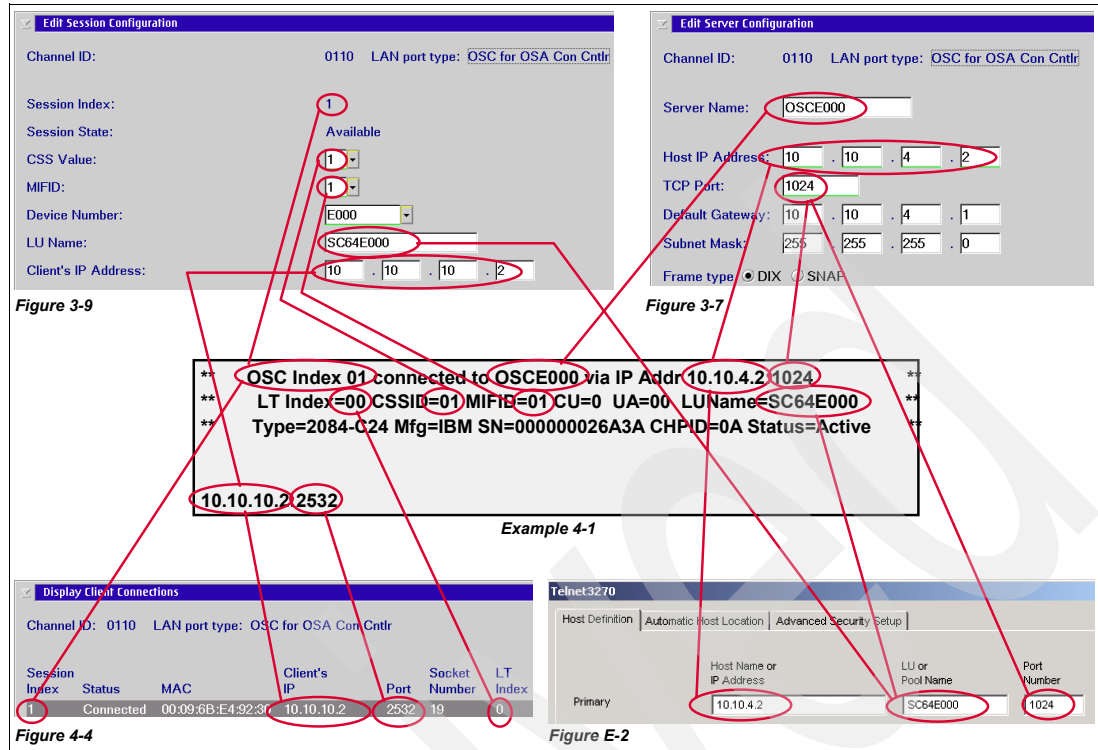 Edit Session Configuration
Channel ID: 0110 LAN port type: OSC for OSA Con Cntlr
Session Index: 1
Session State: Available
CSS Value: 1
MIFID: 1
Device Number: E000
LU Name: SC64E000
Client's IP Address: 10 . 10 . 10 . 2
Figure 3-9
Edit Server Configuration
Channel ID: 0110 LAN port type: OSC for OSA Con Cntlr
Server Name: OSCE000
Host IP Address: 10 . 10 . 4 . 2
TCP Port: 1024
Default Gateway: 10 . 10 . 4 . 1
Subnet Mask: 255 . 255 . 255 . 0
Frame type DIX SNAP
Figure 3-7
** OSC Index 01 connected to OSCE000 via IP Addr 10.10.4.2:1024 **
** LT Index=00 CSSID=01 MIFID=01 CU=0 UA=00 LUName=SC64E000 **
** Type=2084-C24 Mfg=IBM SN=000000026A3A CHPID=0A Status=Active **
10.10.10.2:2532
Example 4-1
Display Client Connections
Channel ID: 0110 LAN port type: OSC for OSA Con Cntlr
Session Client's Socket LT
Index Status MAC IP Port Number Index
1 Connected 00:09:6B:E4:92:30 10.10.10.2 2532 19 0
Figure 4-4
Telnet3270
Host Definition Automatic Host Location Advanced Security Setup
Host Name or LU or Port
IP Address Pool Name Number
Primary 10.10.4.2 SC64E000 1024
Figure E-2